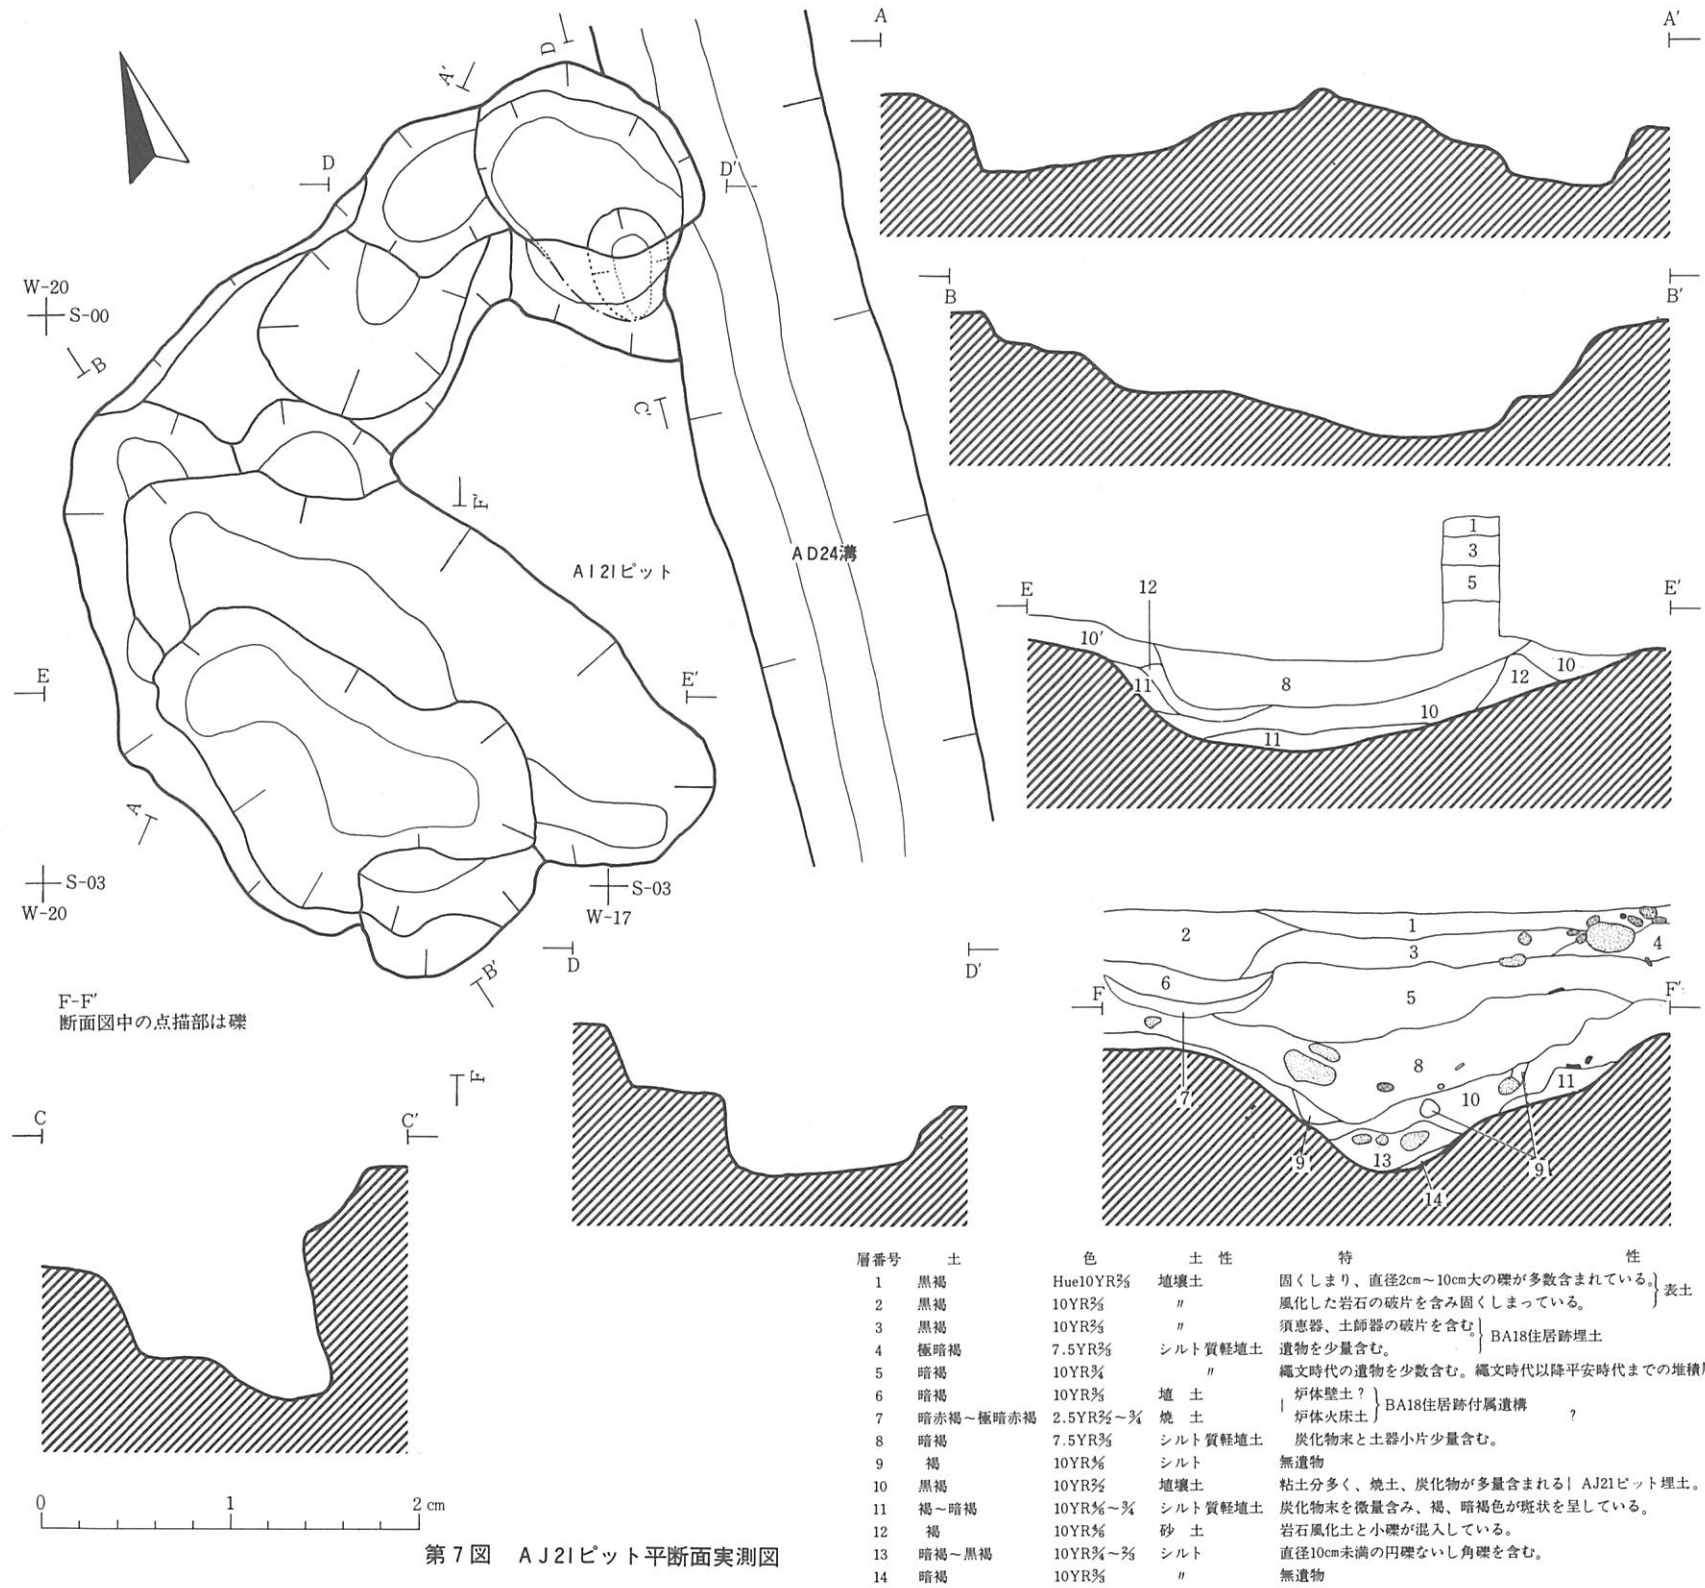 A A'
D
A'
D D'
W-20
S-00
B
B B'
C'
F'
AI21ピット
AD24溝
1
3
5
E 12 E'
10'
11 8 12 10
10
11
E E'
A
S-03
W-20
S-03
W-17
D D'
B'
F-F'
断面図中の点描部は礫
F
C C'
2 1
3 4
6 5
F F'
7 8
10 11
9 13 9
14
層番号 土 色 土 性 特 性
1 黒褐 Hue10YR2/3 埴壌土 固くしまり、直径2cm〜10cm大の礫が多数含まれている。 表土
2 黒褐 10YR2/3 〃 風化した岩石の破片を含み固くしまっている。
3 黒褐 10YR2/3 〃 須恵器、土師器の破片を含む。 BA18住居跡埋土
4 極暗褐 7.5YR2/3 シルト質軽埴土 遺物を少量含む。
5 暗褐 10YR3/4 〃 縄文時代の遺物を少数含む。縄文時代以降平安時代までの堆積
6 暗褐 10YR3/3 埴 土 炉体壁土? BA18住居跡付属遺構
7 暗赤褐〜極暗赤褐 2.5YR 焼 土 炉体火床土 ?
8 暗褐 7.5YR3/3 シルト質軽埴土 炭化物末と土器小片少量含む。
9 褐 10YR4/6 シルト 無遺物
10 黒褐 10YR2/2 埴壌土 粘土分多く、焼土、炭化物が多量含まれる AJ21ピット埋土。
11 褐〜暗褐 10YR4/6〜3/4 シルト質軽埴土 炭化物末を微量含み、褐、暗褐色が斑状を呈している。
12 褐 10YR4/6 砂 土 岩石風化土と小礫が混入している。
13 暗褐〜黒褐 10YR3/4〜2/3 シルト 直径10cm未満の円礫ないし角礫を含む。
14 暗褐 10YR3/3 〃 無遺物
0 1 2 cm
第7図 AJ21ピット平断面実測図